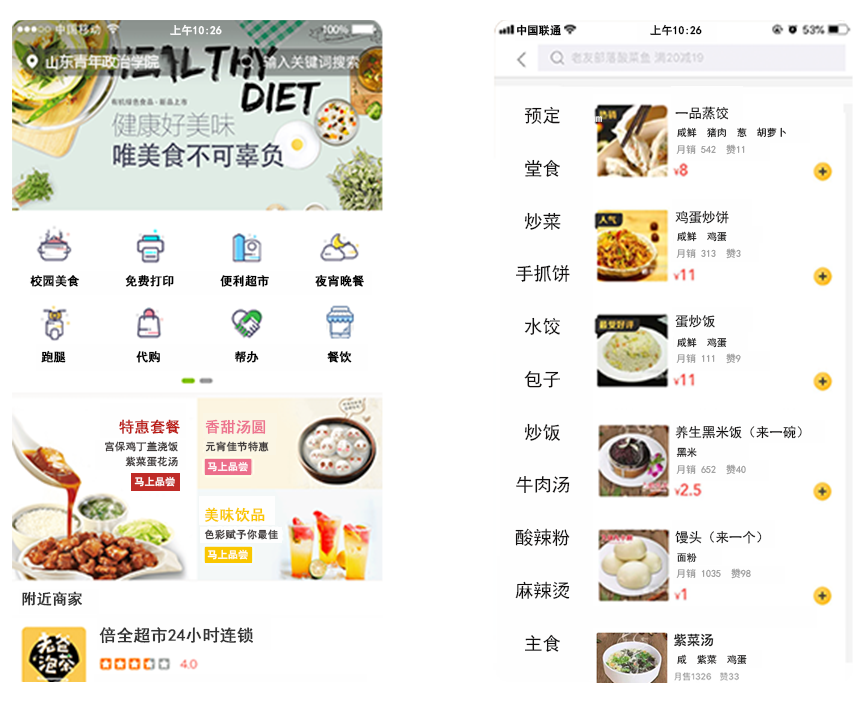 中国移动
上午10:26
100%
山东青年政治学院
输入关键词搜索
HEALTHY
DIET
有机绿色食品·新品上市
健康好美味
唯美食不可辜负
校园美食 免费打印 便利超市 夜宵晚餐
跑腿 代购 帮办 餐饮
特惠套餐
宫保鸡丁盖浇饭
紫菜蛋花汤
马上品尝
香甜汤圆
元宵佳节特惠
马上品尝
美味饮品
色彩赋予你最佳
马上品尝
附近商家
倍全超市24小时连锁
4.0
中国联通
上午10:26
53%
老友部落酸菜鱼 满20减19
预定
堂食
炒菜
手抓饼
水饺
包子
炒饭
牛肉汤
酸辣粉
麻辣烫
主食
热销
一品蒸饺
咸鲜 猪肉 葱 胡萝卜
月销 542 赞11
¥8
人气
鸡蛋炒饼
咸鲜 鸡蛋
月销 313 赞3
¥11
最受好评
蛋炒饭
咸鲜 鸡蛋
月销 111 赞9
¥11
养生黑米饭（来一碗）
黑米
月销 652 赞40
¥2.5
馒头（来一个）
面粉
月销 1035 赞98
¥1
紫菜汤
咸 紫菜 鸡蛋
月售1326 赞33